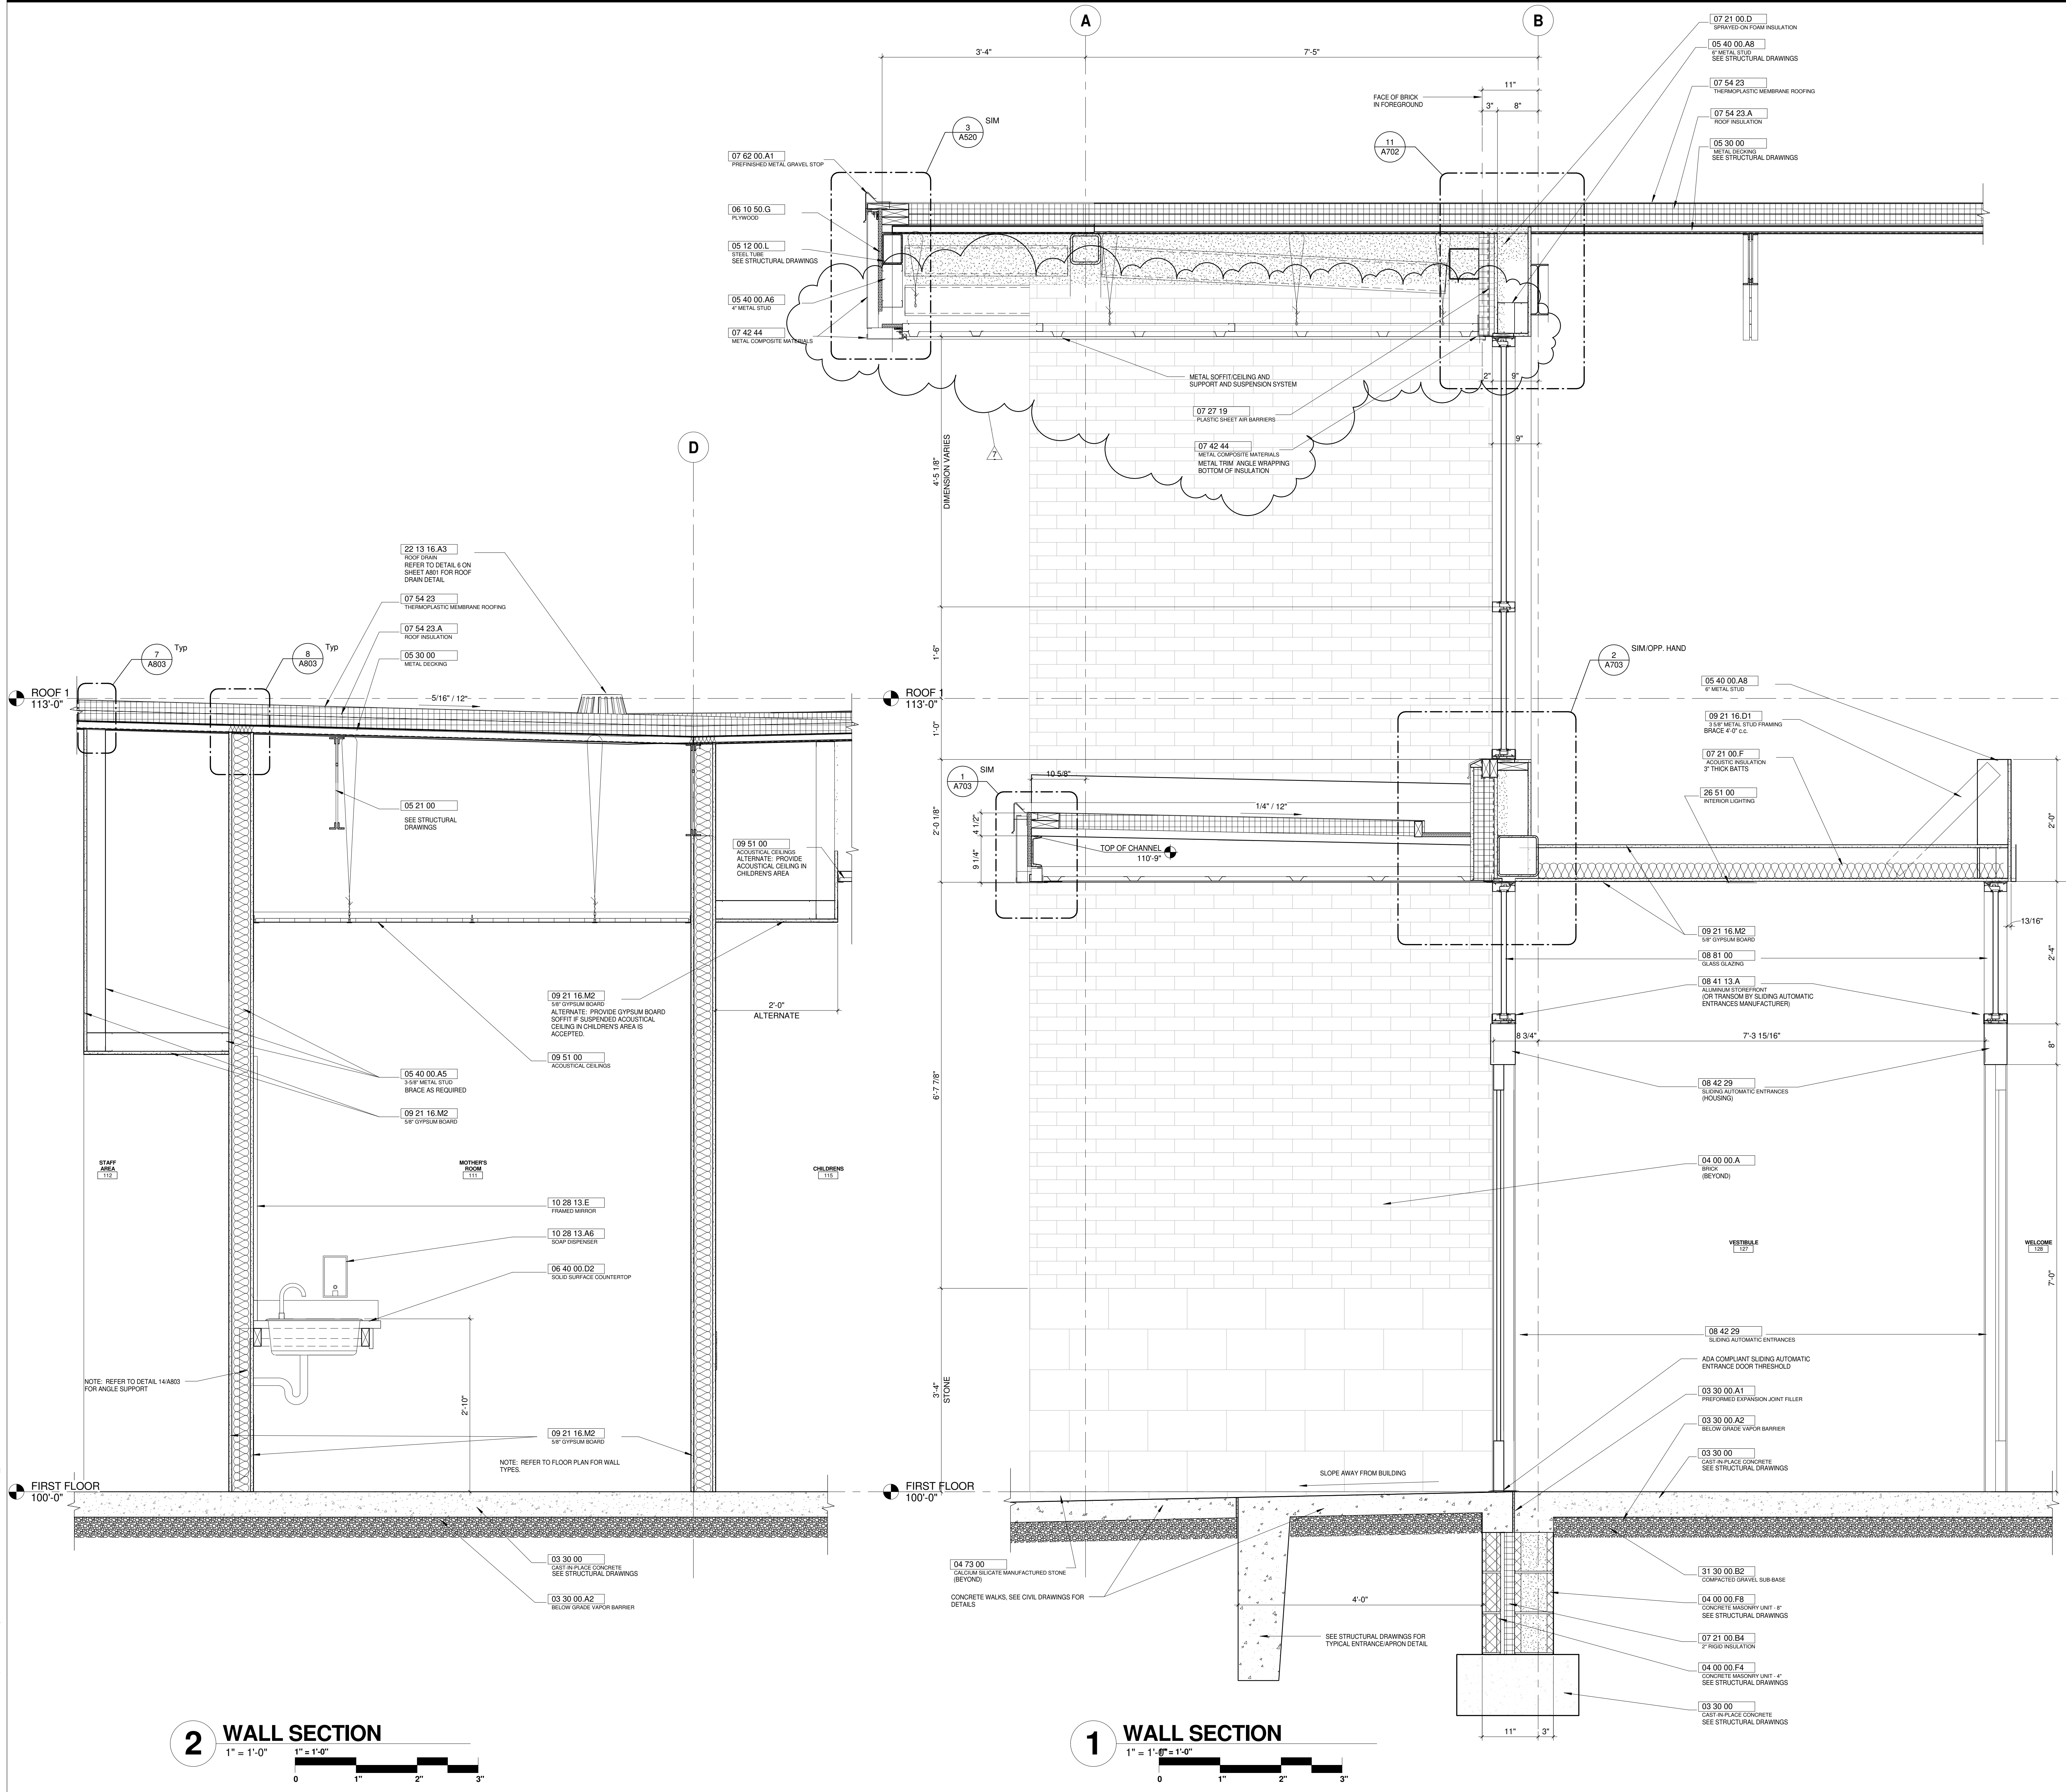 A
B
3'-4"
7'-5"
11"
3"
8"
FACE OF BRICK
IN FOREGROUND
07 21 00.D
SPRAYED-ON FOAM INSULATION
05 40 00.A8
6" METAL STUD
SEE STRUCTURAL DRAWINGS
07 54 23
THERMOPLASTIC MEMBRANE ROOFING
07 54 23.A
ROOF INSULATION
05 30 00
METAL DECKING
SEE STRUCTURAL DRAWINGS
3
A520
SIM
11
A702
07 62 00.A1
PREFINISHED METAL GRAVEL STOP
06 10 50.G
PLYWOOD
05 12 00.L
STEEL TUBE
SEE STRUCTURAL DRAWINGS
05 40 00.A6
4" METAL STUD
07 42 44
METAL COMPOSITE MATERIALS
METAL SOFFIT/CEILING AND
SUPPORT AND SUSPENSION SYSTEM
2"
9"
07 27 19
PLASTIC SHEET AIR BARRIERS
07 42 44
METAL COMPOSITE MATERIALS
METAL TRIM ANGLE WRAPPING
BOTTOM OF INSULATION
9"
7
4'-5 1/8"
DIMENSION VARIES
D
22 13 16.A3
ROOF DRAIN
REFER TO DETAIL 6 ON
SHEET A801 FOR ROOF
DRAIN DETAIL
07 54 23
THERMOPLASTIC MEMBRANE ROOFING
07 54 23.A
ROOF INSULATION
05 30 00
METAL DECKING
7
A803
Typ
8
A803
Typ
ROOF 1
113'-0"
5/16" / 12"
05 21 00
SEE STRUCTURAL
DRAWINGS
09 51 00
ACOUSTICAL CEILINGS
ALTERNATE: PROVIDE
ACOUSTICAL CEILING IN
CHILDREN'S AREA
09 21 16.M2
5/8" GYPSUM BOARD
ALTERNATE: PROVIDE GYPSUM BOARD
SOFFIT IF SUSPENDED ACOUSTICAL
CEILING IN CHILDREN'S AREA IS
ACCEPTED.
2'-0"
ALTERNATE
09 51 00
ACOUSTICAL CEILINGS
05 40 00.A5
3-5/8" METAL STUD
BRACE AS REQUIRED
09 21 16.M2
5/8" GYPSUM BOARD
STAFF
AREA
112
MOTHER'S
ROOM
111
CHILDRENS
115
10 28 13.E
FRAMED MIRROR
10 28 13.A6
SOAP DISPENSER
06 40 00.D2
SOLID SURFACE COUNTERTOP
NOTE: REFER TO DETAIL 14/A803
FOR ANGLE SUPPORT
2'-10"
09 21 16.M2
5/8" GYPSUM BOARD
NOTE: REFER TO FLOOR PLAN FOR WALL
TYPES.
FIRST FLOOR
100'-0"
03 30 00
CAST-IN-PLACE CONCRETE
SEE STRUCTURAL DRAWINGS
03 30 00.A2
BELOW GRADE VAPOR BARRIER
2
WALL SECTION
1" = 1'-0"
1" = 1'-0"
0
1"
2"
3"
1'-6"
ROOF 1
113'-0"
1'-0"
2
A703
SIM/OPP. HAND
1
A703
SIM
10 5/8"
1/4" / 12"
2'-0 1/8"
4 1/2"
9 1/4"
TOP OF CHANNEL
110'-9"
05 40 00.A8
6" METAL STUD
09 21 16.D1
3 5/8" METAL STUD FRAMING
BRACE 4'-0" c.c.
07 21 00.F
ACOUSTIC INSULATION
3" THICK BATTS
26 51 00
INTERIOR LIGHTING
2'-0"
13/16"
09 21 16.M2
5/8" GYPSUM BOARD
08 81 00
GLASS GLAZING
2'-4"
08 41 13.A
ALUMINUM STOREFRONT
(OR TRANSOM BY SLIDING AUTOMATIC
ENTRANCES MANUFACTURER)
8 3/4"
7'-3 15/16"
8"
08 42 29
SLIDING AUTOMATIC ENTRANCES
(HOUSING)
6'-7 7/8"
04 00 00.A
BRICK
(BEYOND)
VESTIBULE
127
WELCOME
128
7'-0"
08 42 29
SLIDING AUTOMATIC ENTRANCES
ADA COMPLIANT SLIDING AUTOMATIC
ENTRANCE DOOR THRESHOLD
3'-4"
STONE
03 30 00.A1
PREFORMED EXPANSION JOINT FILLER
03 30 00.A2
BELOW GRADE VAPOR BARRIER
03 30 00
CAST-IN-PLACE CONCRETE
SEE STRUCTURAL DRAWINGS
SLOPE AWAY FROM BUILDING
FIRST FLOOR
100'-0"
04 73 00
CALCIUM SILICATE MANUFACTURED STONE
(BEYOND)
CONCRETE WALKS, SEE CIVIL DRAWINGS FOR
DETAILS
4'-0"
SEE STRUCTURAL DRAWINGS FOR
TYPICAL ENTRANCE/APRON DETAIL
31 30 00.B2
COMPACTED GRAVEL SUB-BASE
04 00 00.F8
CONCRETE MASONRY UNIT - 8"
SEE STRUCTURAL DRAWINGS
07 21 00.B4
2" RIGID INSULATION
04 00 00.F4
CONCRETE MASONRY UNIT - 4"
SEE STRUCTURAL DRAWINGS
03 30 00
CAST-IN-PLACE CONCRETE
SEE STRUCTURAL DRAWINGS
11"
3"
1
WALL SECTION
1" = 1'-0"
1" = 1'-0"
0
1"
2"
3"